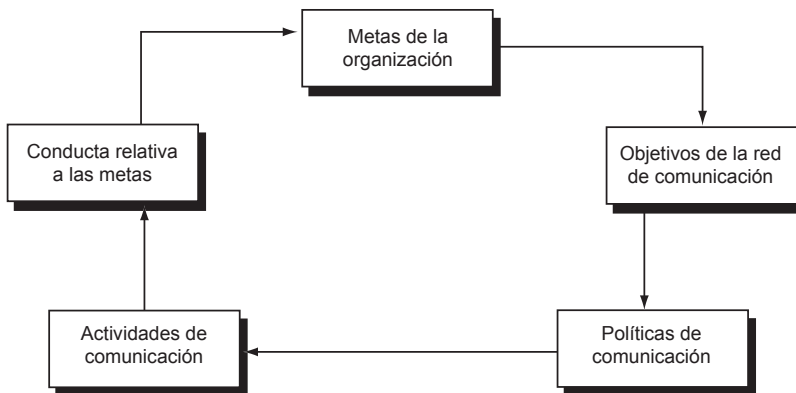 Metas de la
organización
Conducta relativa
a las metas
Objetivos de la red
de comunicación
Actividades de
comunicación
Políticas de
comunicación